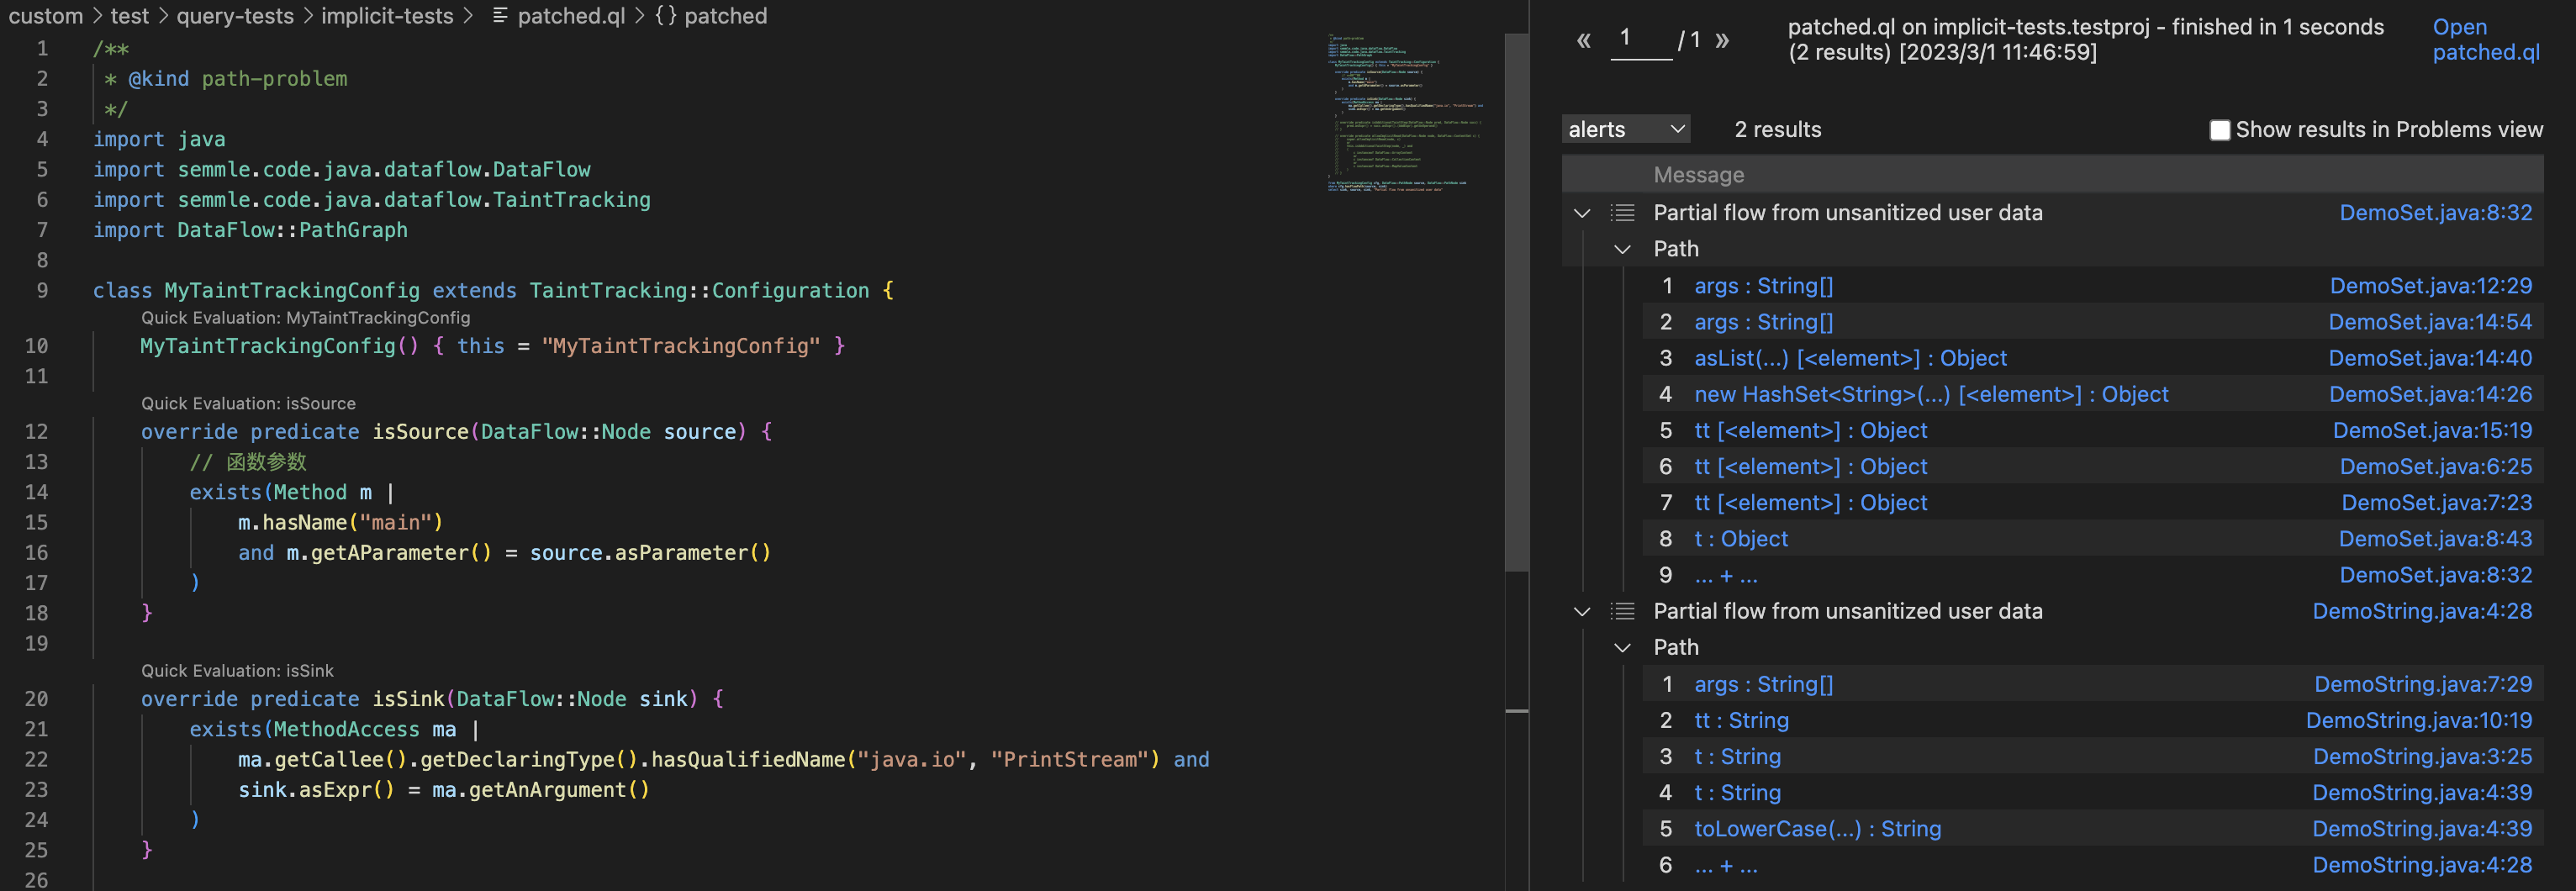 custom > test > query-tests > implicit-tests > patched.ql > {} patched
1 /**
2 * @kind path-problem
3 */
4 import java
5 import semmle.code.java.dataflow.DataFlow
6 import semmle.code.java.dataflow.TaintTracking
7 import DataFlow::PathGraph
8
9 class MyTaintTrackingConfig extends TaintTracking::Configuration {
Quick Evaluation: MyTaintTrackingConfig
10 MyTaintTrackingConfig() { this = "MyTaintTrackingConfig" }
11
Quick Evaluation: isSource
12 override predicate isSource(DataFlow::Node source) {
13 // 函数参数
14 exists(Method m |
15 m.hasName("main")
16 and m.getAParameter() = source.asParameter()
17 )
18 }
19
Quick Evaluation: isSink
20 override predicate isSink(DataFlow::Node sink) {
21 exists(MethodAccess ma |
22 ma.getCallee().getDeclaringType().hasQualifiedName("java.io", "PrintStream") and
23 sink.asExpr() = ma.getAnArgument()
24 )
25 }
26
« 1 / 1 »
patched.ql on implicit-tests.testproj - finished in 1 seconds
(2 results) [2023/3/1 11:46:59]
Open
patched.ql
alerts 2 results Show results in Problems view
Message
Partial flow from unsanitized user data DemoSet.java:8:32
Path
1 args : String[] DemoSet.java:12:29
2 args : String[] DemoSet.java:14:54
3 asList(...) [<element>] : Object DemoSet.java:14:40
4 new HashSet<String>(...) [<element>] : Object DemoSet.java:14:26
5 tt [<element>] : Object DemoSet.java:15:19
6 tt [<element>] : Object DemoSet.java:6:25
7 tt [<element>] : Object DemoSet.java:7:23
8 t : Object DemoSet.java:8:43
9 ... + ... DemoSet.java:8:32
Partial flow from unsanitized user data DemoString.java:4:28
Path
1 args : String[] DemoString.java:7:29
2 tt : String DemoString.java:10:19
3 t : String DemoString.java:3:25
4 t : String DemoString.java:4:39
5 toLowerCase(...) : String DemoString.java:4:39
6 ... + ... DemoString.java:4:28